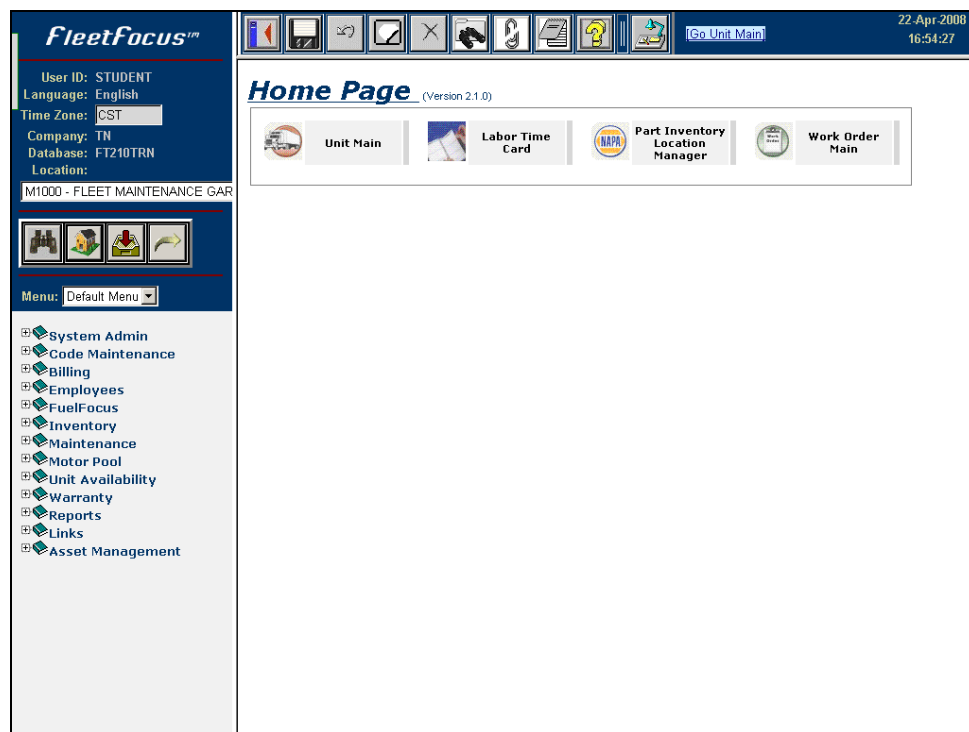 FleetFocus™
[Go Unit Main]
22-Apr-2008
16:54:27
User ID: STUDENT
Language: English
Time Zone: CST
Company: TN
Database: FT210TRN
Location:
M1000 - FLEET MAINTENANCE GAR
Menu: Default Menu
System Admin
Code Maintenance
Billing
Employees
FuelFocus
Inventory
Maintenance
Motor Pool
Unit Availability
Warranty
Reports
Links
Asset Management
Home Page (Version 2.1.0)
Unit Main
Labor Time
Card
NAPA
Part Inventory
Location
Manager
Work
Order
Work Order
Main